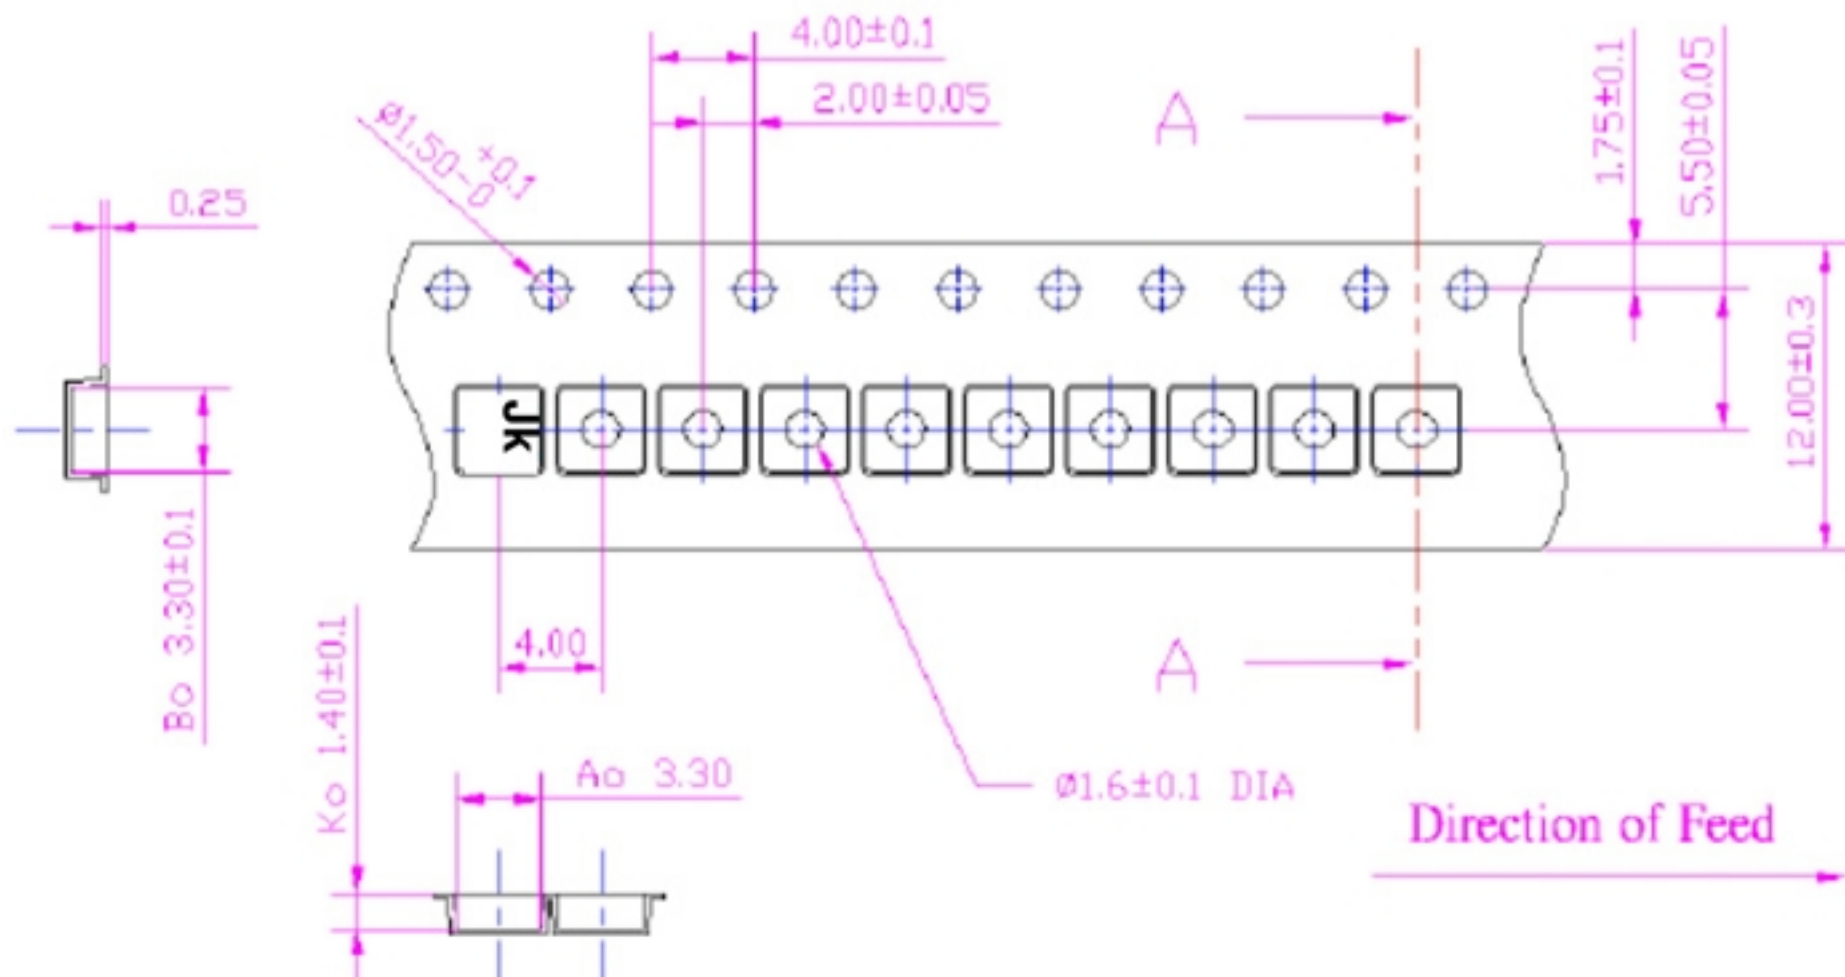 4.00±0.1
2.00±0.05
Ø1.50 +0.1
-0
A
1.75±0.1
5.50±0.05
0.25
12.00±0.3
Jk
Bo 3.30±0.1
4.00
A
Ko 1.40±0.1
Ao 3.30
Ø1.6±0.1 DIA
Direction of Feed